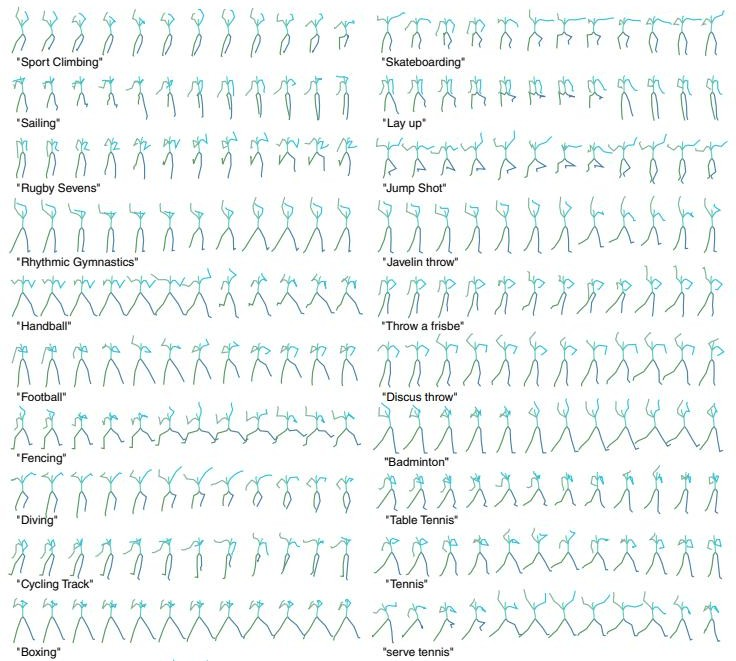 "Sport Climbing"
"Skateboarding"
"Sailing"
"Lay up"
"Rugby Sevens"
"Jump Shot"
"Rhythmic Gymnastics"
"Javelin throw"
"Handball"
"Throw a frisbe"
"Football"
"Discus throw"
"Fencing"
"Badminton"
"Diving"
"Table Tennis"
"Cycling Track"
"Tennis"
"Boxing"
"serve tennis"